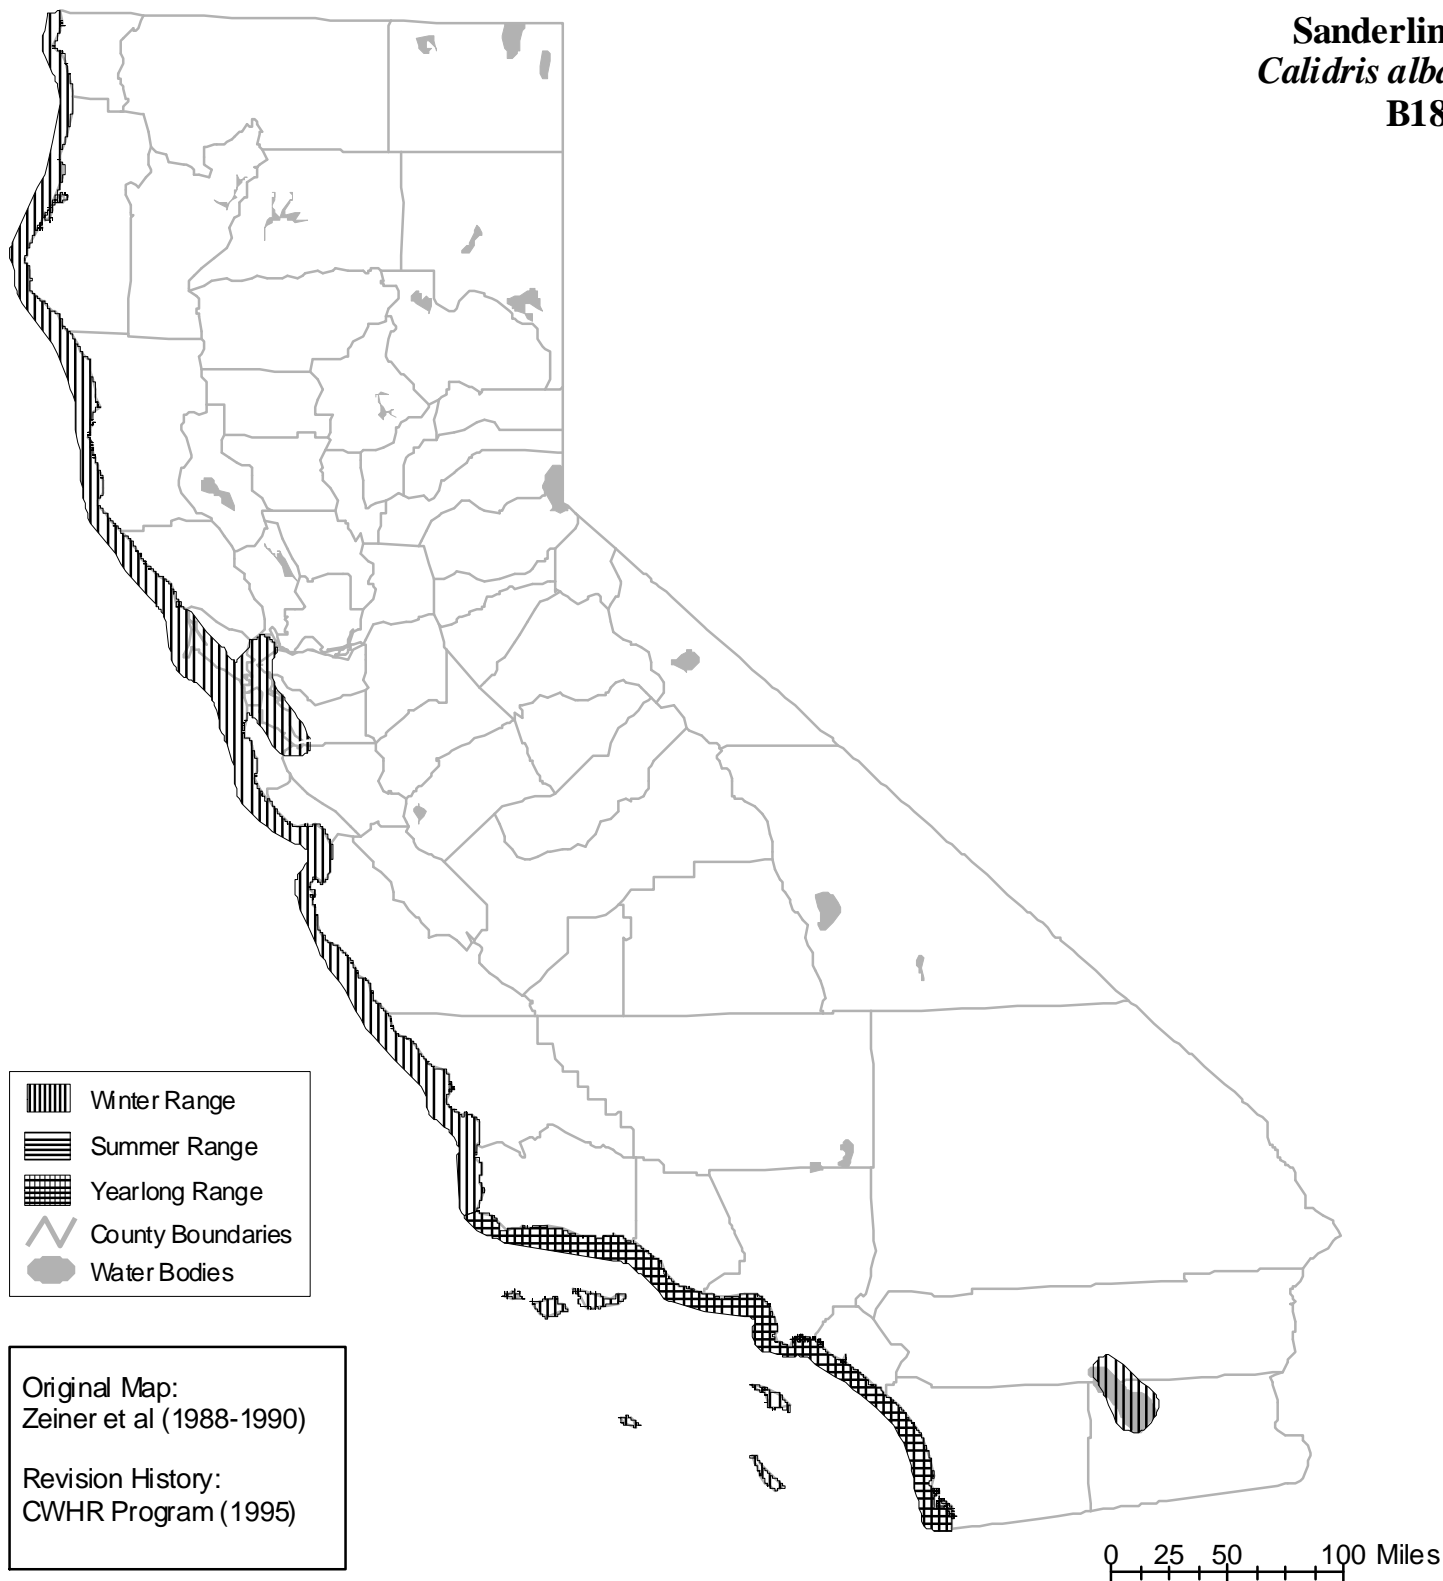 Sanderlin
Calidris alba
B18
Winter Range
Summer Range
Yearlong Range
County Boundaries
Water Bodies
Original Map:
Zeiner et al (1988-1990)
Revision History:
CWHR Program (1995)
0 25 50 100 Miles